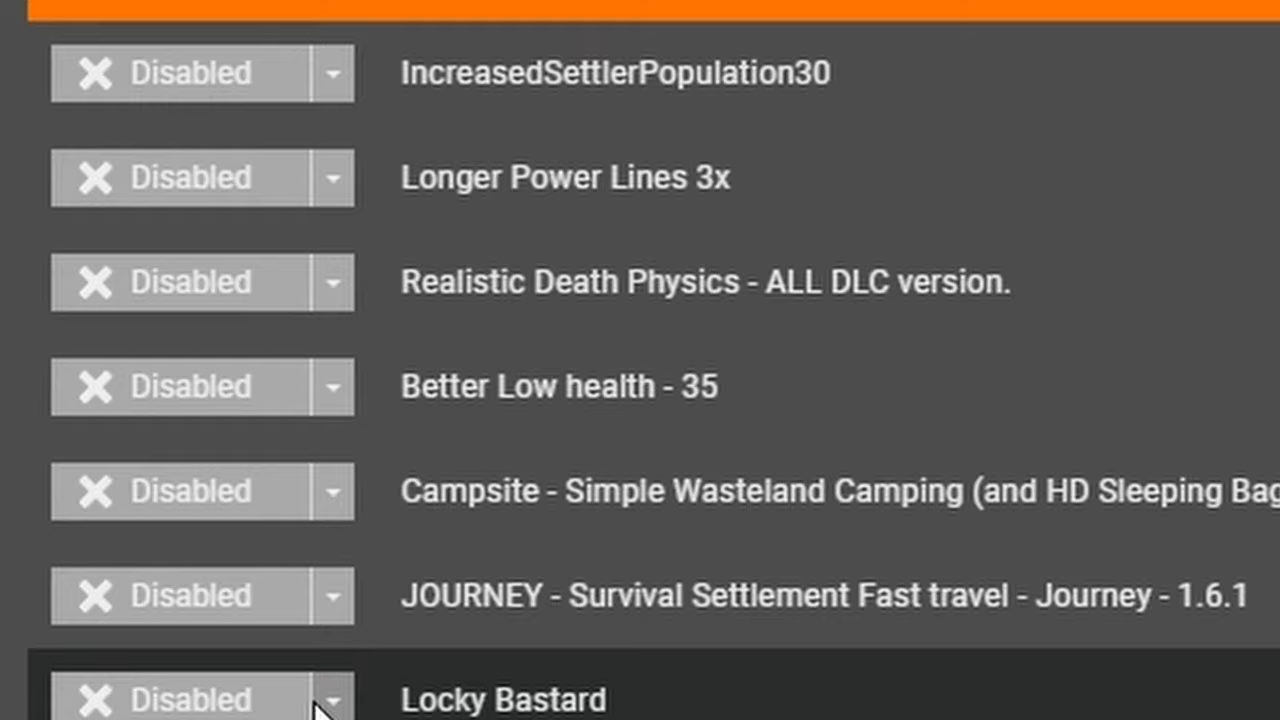 Disabled IncreasedSettlerPopulation30
Disabled Longer Power Lines 3x
Disabled Realistic Death Physics - ALL DLC version.
Disabled Better Low health - 35
Disabled Campsite - Simple Wasteland Camping (and HD Sleeping Bag
Disabled JOURNEY - Survival Settlement Fast travel - Journey - 1.6.1
Disabled Locky Bastard